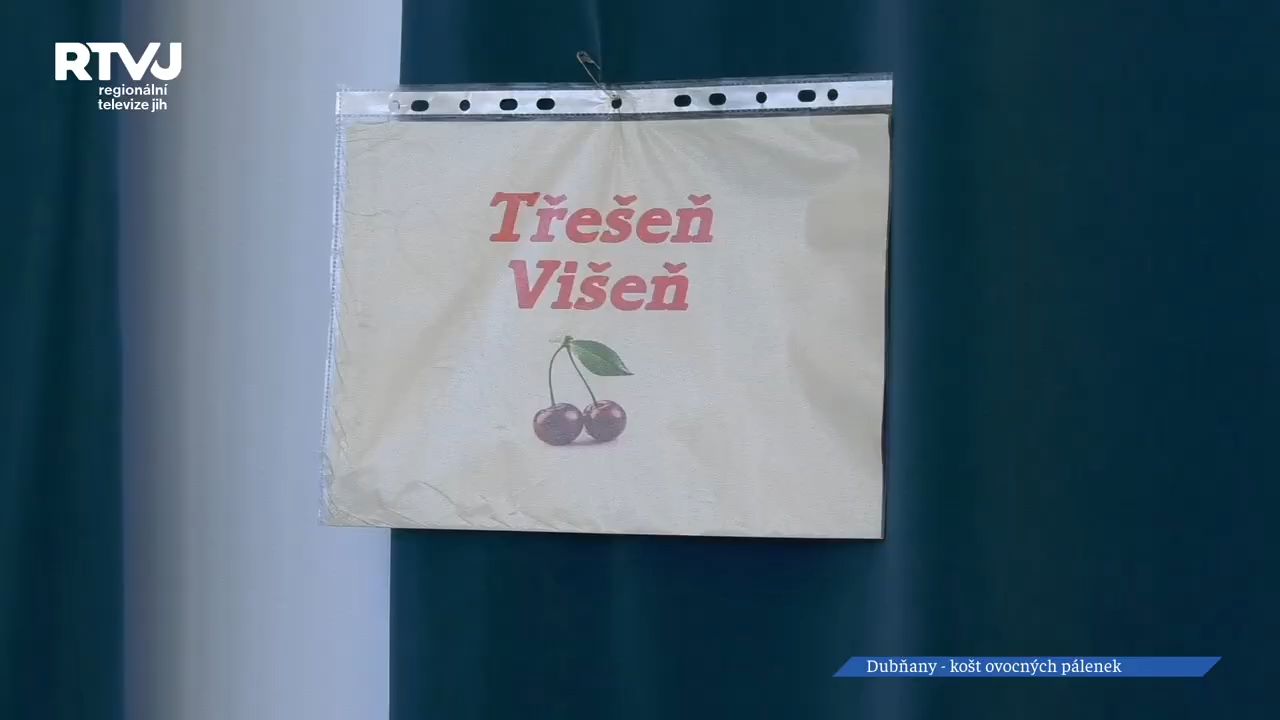 RTVJ
regionální
televize jih
Třešeň
Višeň
Dubňany - košt ovocných pálenek